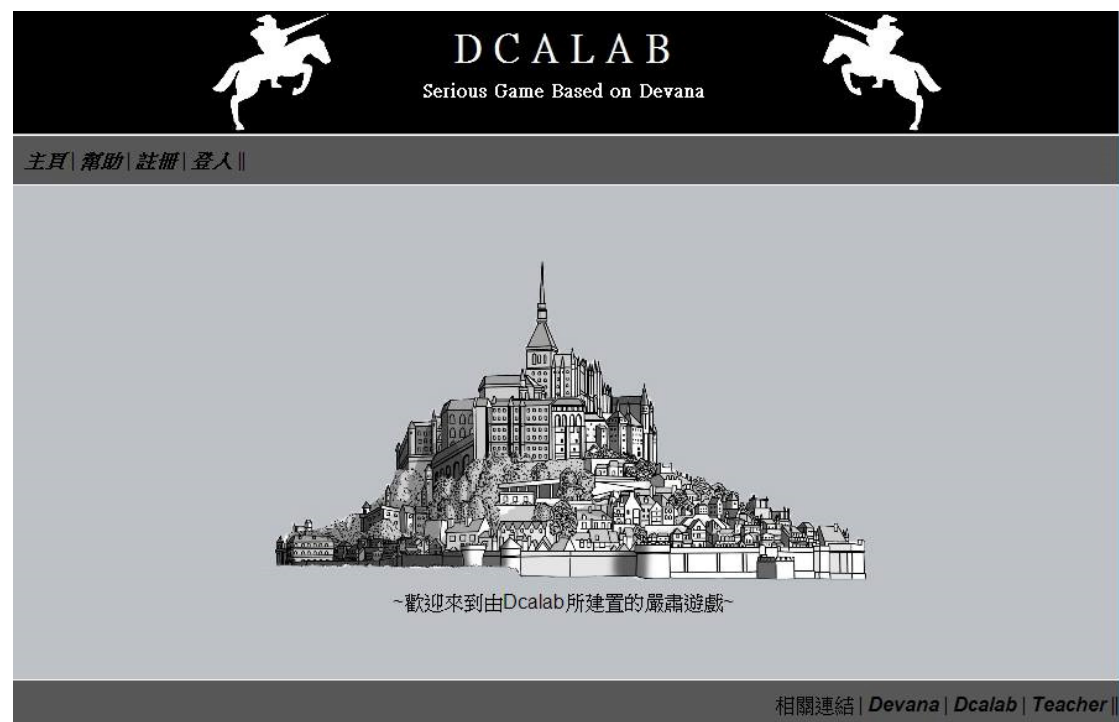 DCALAB
Serious Game Based on Devana
主頁 | 幫助 | 註冊 | 登入 ||
~歡迎來到由Dcalab所建置的嚴肅遊戲~
相關連結 | Devana | Dcalab | Teacher ||